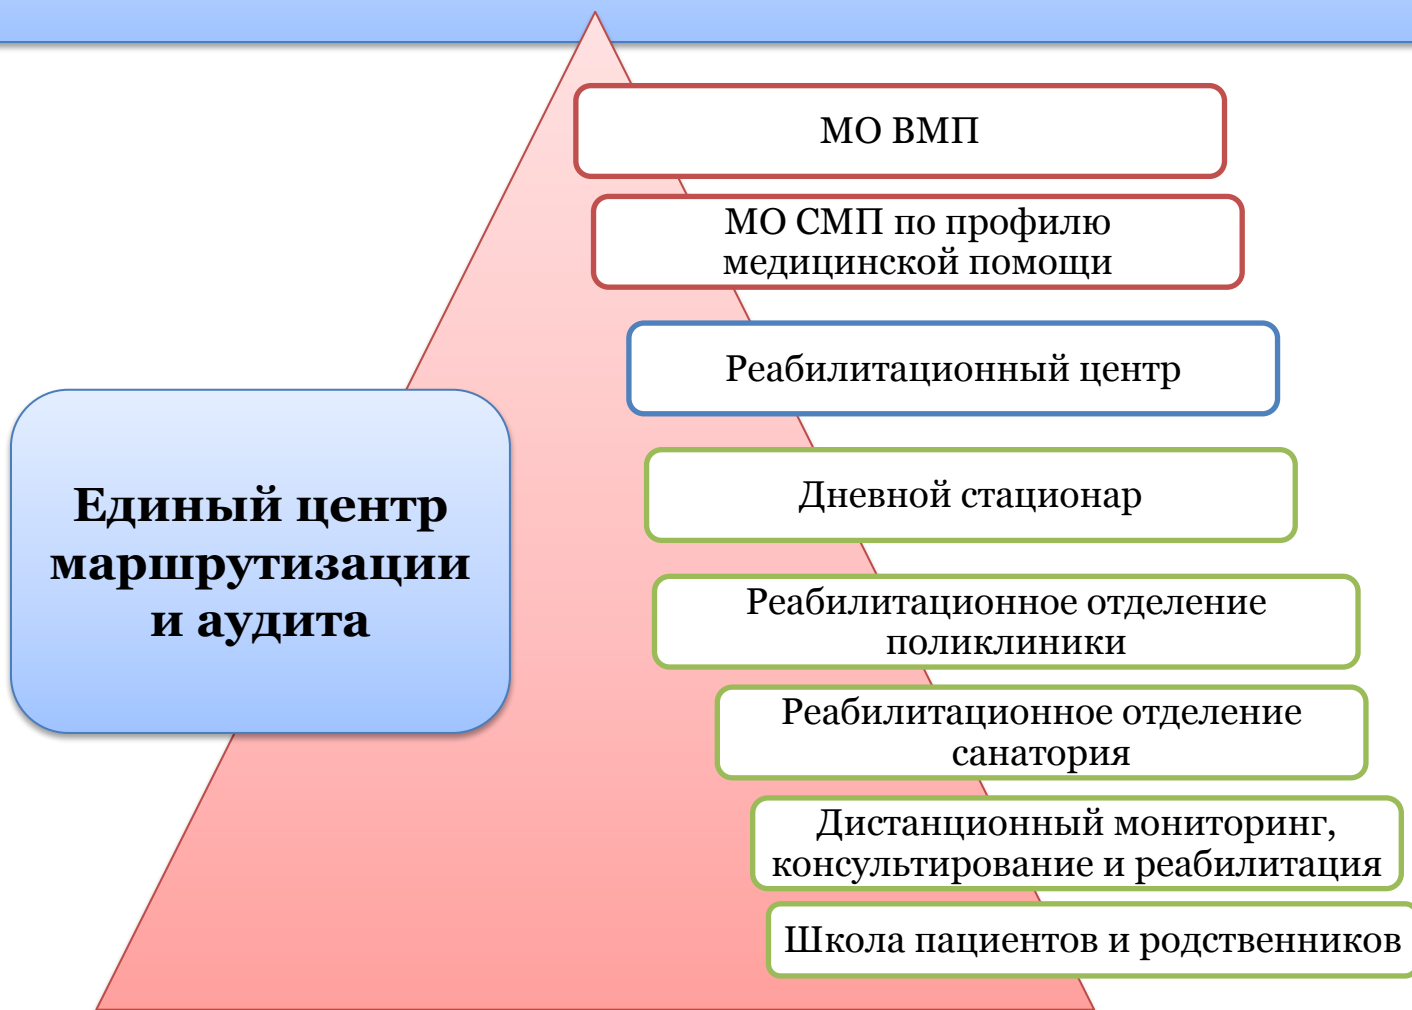 МО ВМП
МО СМП по профилю
медицинской помощи
Реабилитационный центр
Дневной стационар
Единый центр
маршрутизации
и аудита
Реабилитационное отделение
поликлиники
Реабилитационное отделение
санатория
Дистанционный мониторинг,
консультирование и реабилитация
Школа пациентов и родственников